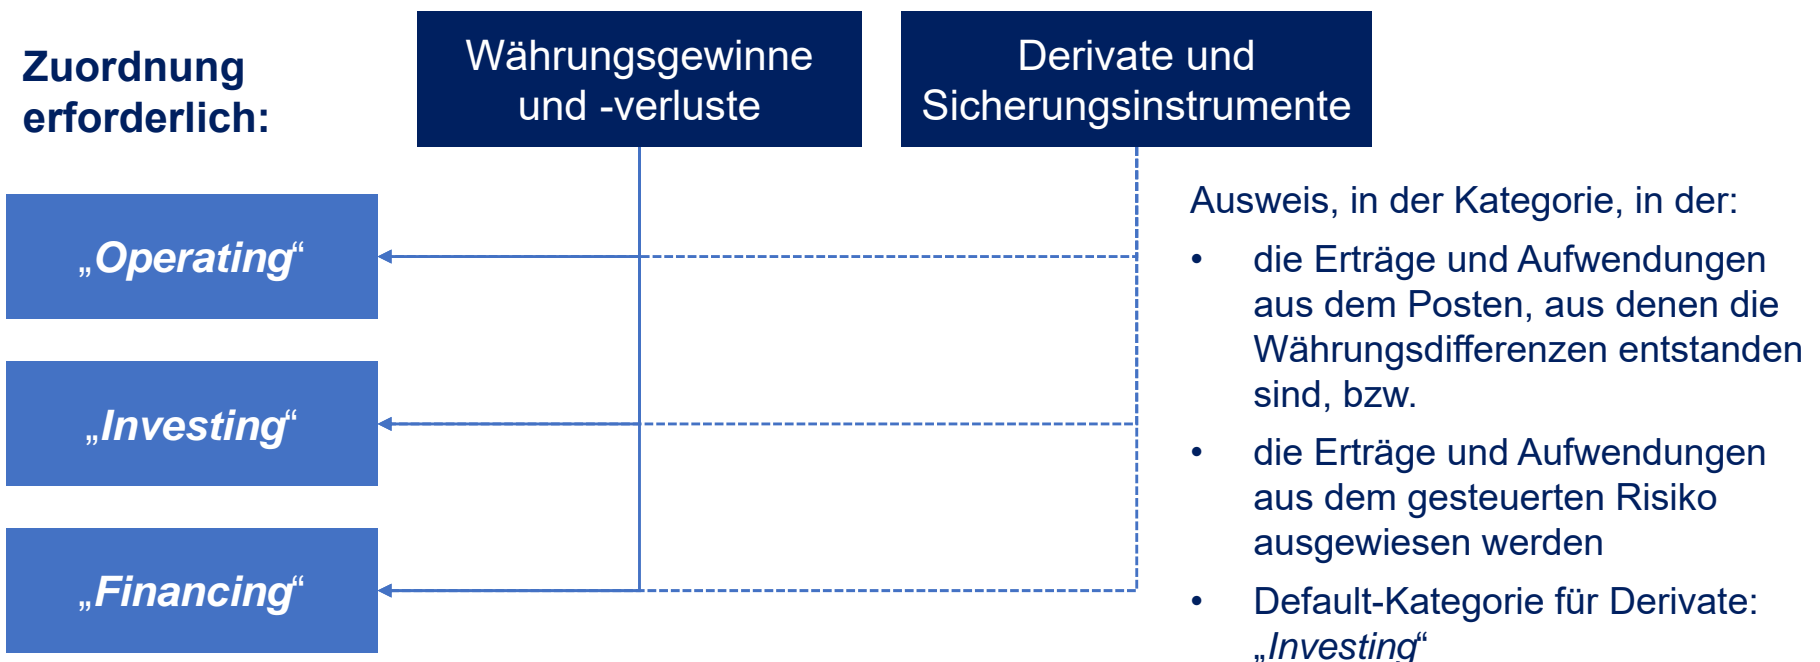 Zuordnung
erforderlich:
Währungsgewinne
und -verluste
Derivate und
Sicherungsinstrumente
„Operating“
„Investing“
„Financing“
Ausweis, in der Kategorie, in der:
• die Erträge und Aufwendungen
aus dem Posten, aus denen die
Währungsdifferenzen entstanden
sind, bzw.
• die Erträge und Aufwendungen
aus dem gesteuerten Risiko
ausgewiesen werden
• Default-Kategorie für Derivate:
„Investing“